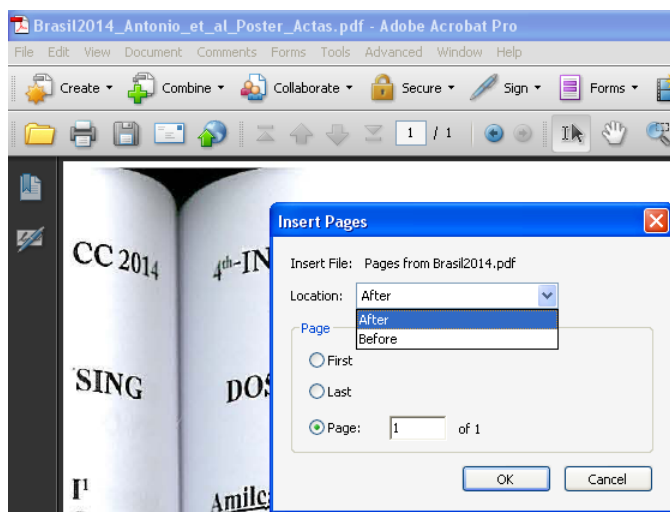 Brasil2014_Antonio_et_al_Poster_Actas.pdf - Adobe Acrobat Pro
File Edit View Document Comments Forms Tools Advanced Window Help
Create Combine Collaborate Secure Sign Forms
1 / 1
CC 2014
4th-IN
SING
DOS
I1
Amilc
Insert Pages
Insert File: Pages from Brasil2014.pdf
Location: After
After
Before
Page
First
Last
Page: 1 of 1
OK Cancel